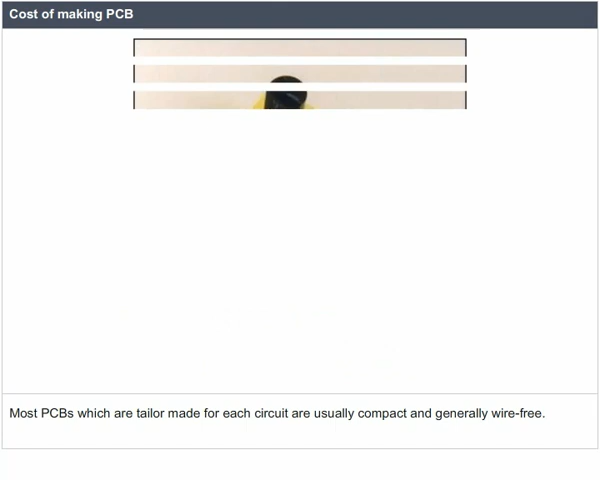 Cost of making PCB
Most PCBs which are tailor made for each circuit are usually compact and generally wire-free.